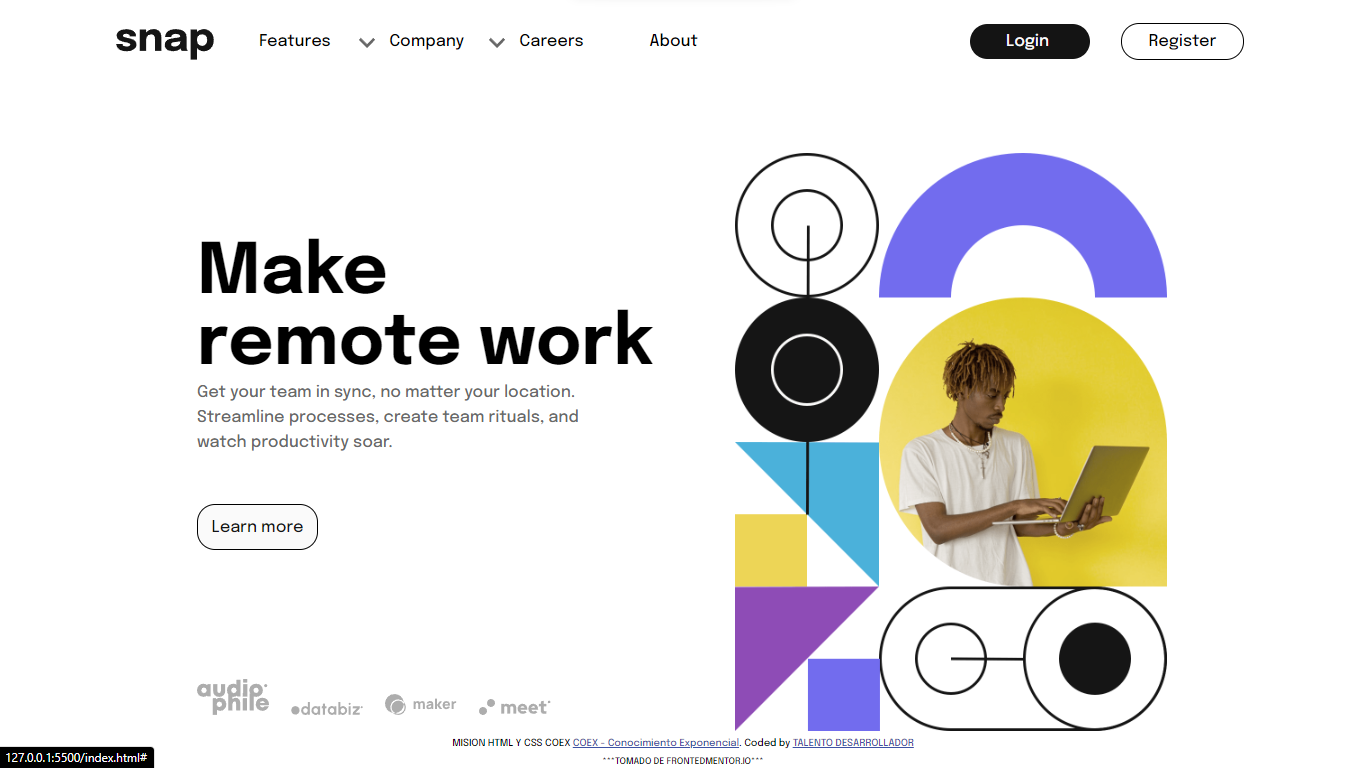 snap Features Company Careers About Login Register
Make
remote work
Get your team in sync, no matter your location.
Streamline processes, create team rituals, and
watch productivity soar.
Learn more
audiophile databiz maker meet
MISION HTML Y CSS COEX COEX - Conocimiento Exponencial. Coded by TALENTO DESARROLLADOR
***TOMADO DE FRONTEDMENTOR.IO***
127.0.0.1:5500/index.html#